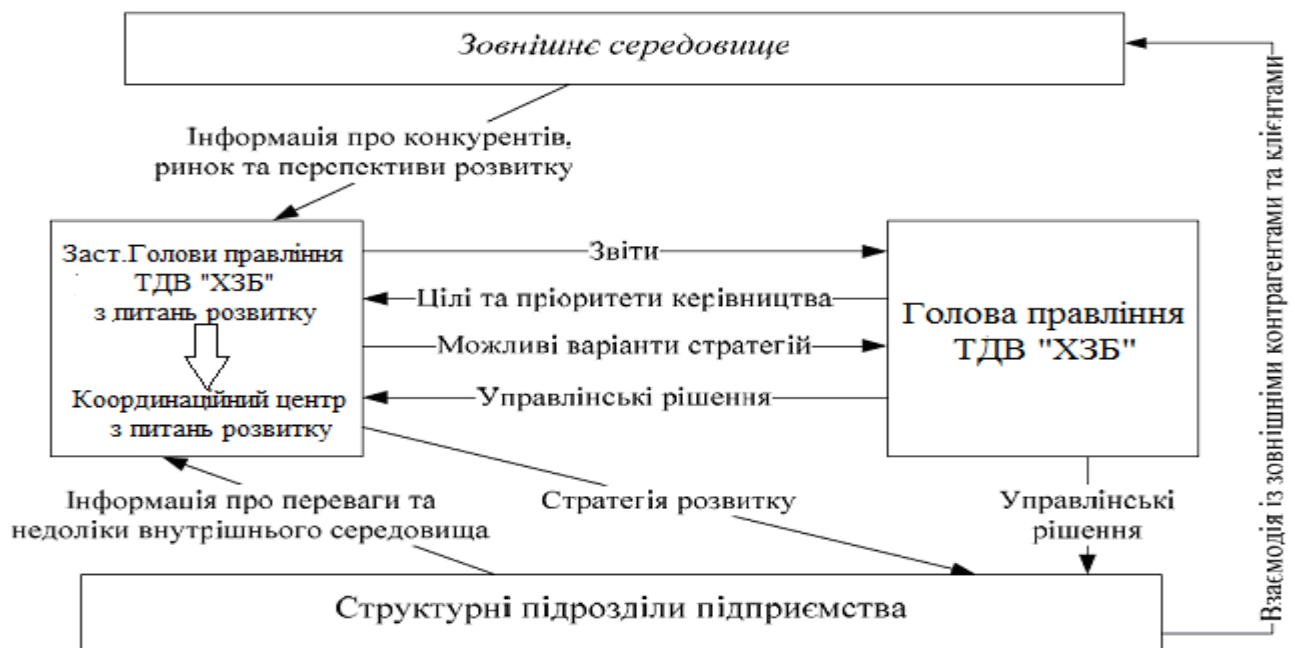 Зовнішнє середовище
Інформація про конкурентів,
ринок та перспективи розвитку
Заст.Голови правління
ТДВ "ХЗБ"
з питань розвитку
Координаційний центр
з питань розвитку
Звіти
Цілі та пріоритети керівництва
Можливі варіанти стратегій
Управлінські рішення
Голова правління
ТДВ "ХЗБ"
Інформація про переваги та
недоліки внутрішнього середовища
Стратегія розвитку
Управлінські
рішення
Структурні підрозділи підприємства
Взаємодія із зовнішніми контрагентами та клієнтами